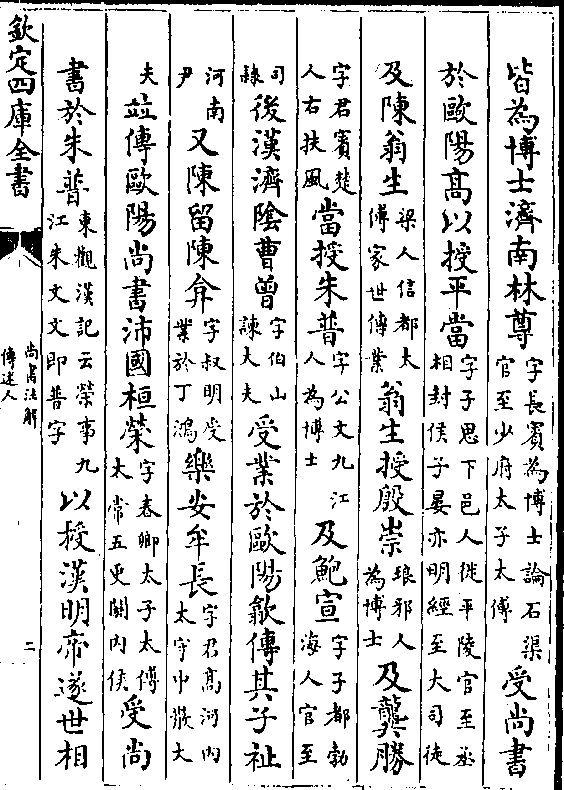 皆為博士濟南林尊字長賓為博士論石渠官至少府太子太傅受尚書
於歐陽髙以授平當字子思下邑人徙平陵官至丞相封侯子晏亦明經至大司徒
及陳翁生梁人信都太傅家世傳業翁生授殷崇琅邪人為博士及龔勝
字君賓楚人右扶風當授朱普字公文九江人為博士及鮑宣字子都勃海人官至
司隸後漢濟陰曹曾字伯山諫大夫受業於歐陽歙傳其子祉
河南尹又陳留陳弇字叔明受業於丁鴻樂安牟長字君髙河内太守中散大
夫竝傳歐陽尚書沛國桓榮字春卿太子太傅太常五更關内侯受尚
書於朱普東觀漢記云榮事九江朱文文即普字以授漢明帝遂世相
欽定四庫全書
尚書注解
傳述人
二